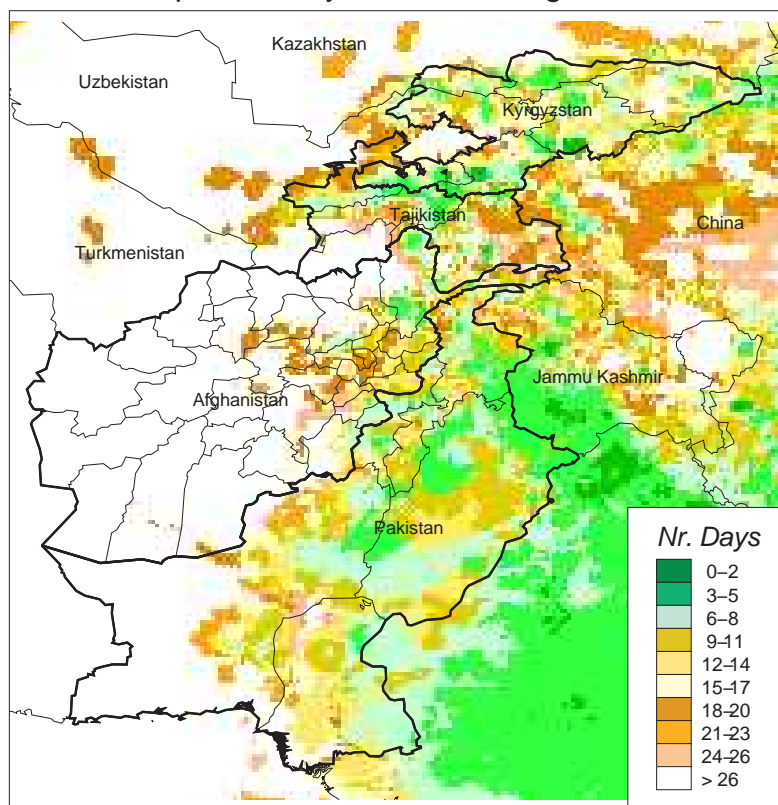 Kazakhstan
Uzbekistan
Kyrgyzstan
Tajikistan
China
Turkmenistan
Jammu Kashmir
Afghanistan
Pakistan
Nr. Days
0–2
3–5
6–8
9–11
12–14
15–17
18–20
21–23
24–26
> 26